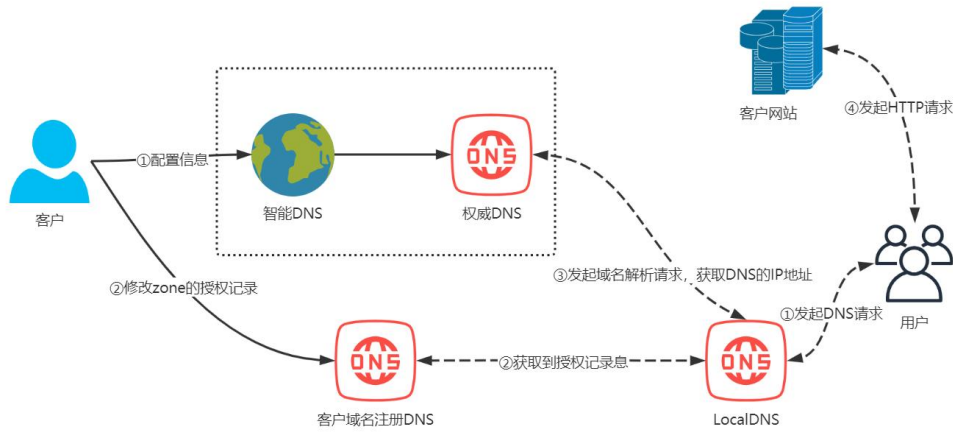 客户网站
④发起HTTP请求
DNS
①配置信息
智能DNS
权威DNS
客户
③发起域名解析请求，获取DNS的IP地址
②修改zone的授权记录
①发起DNS请求
用户
DNS
②获取到授权记录息
DNS
客户域名注册DNS
LocalDNS